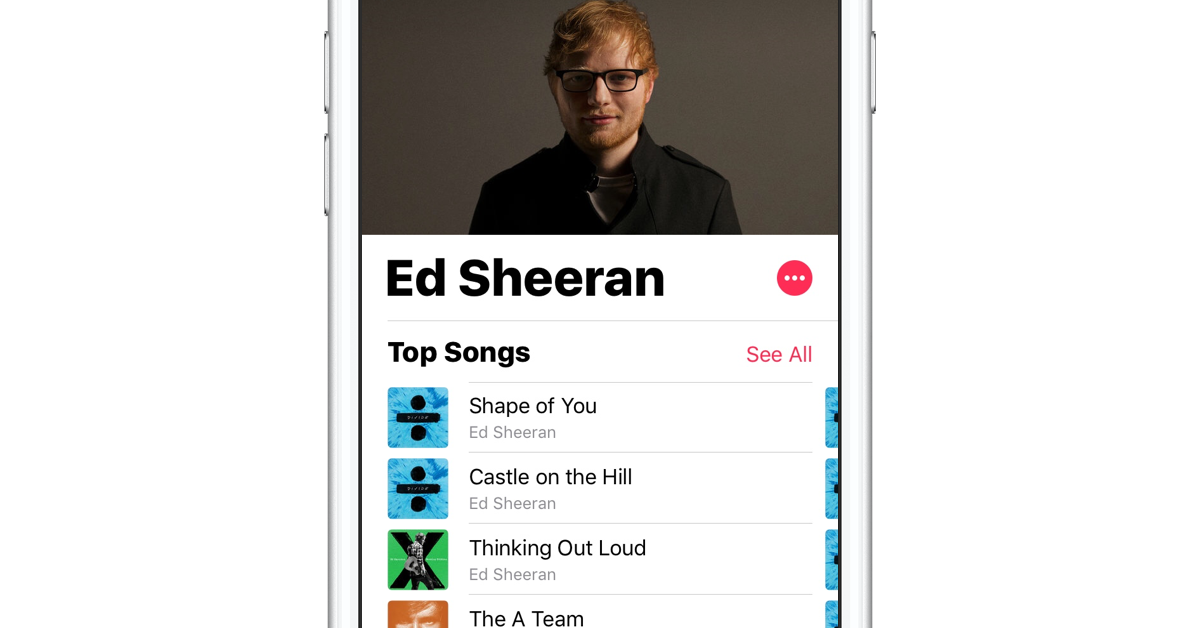 Ed Sheeran
Top Songs
See All
Shape of You
Ed Sheeran
Castle on the Hill
Ed Sheeran
Thinking Out Loud
Ed Sheeran
The A Team